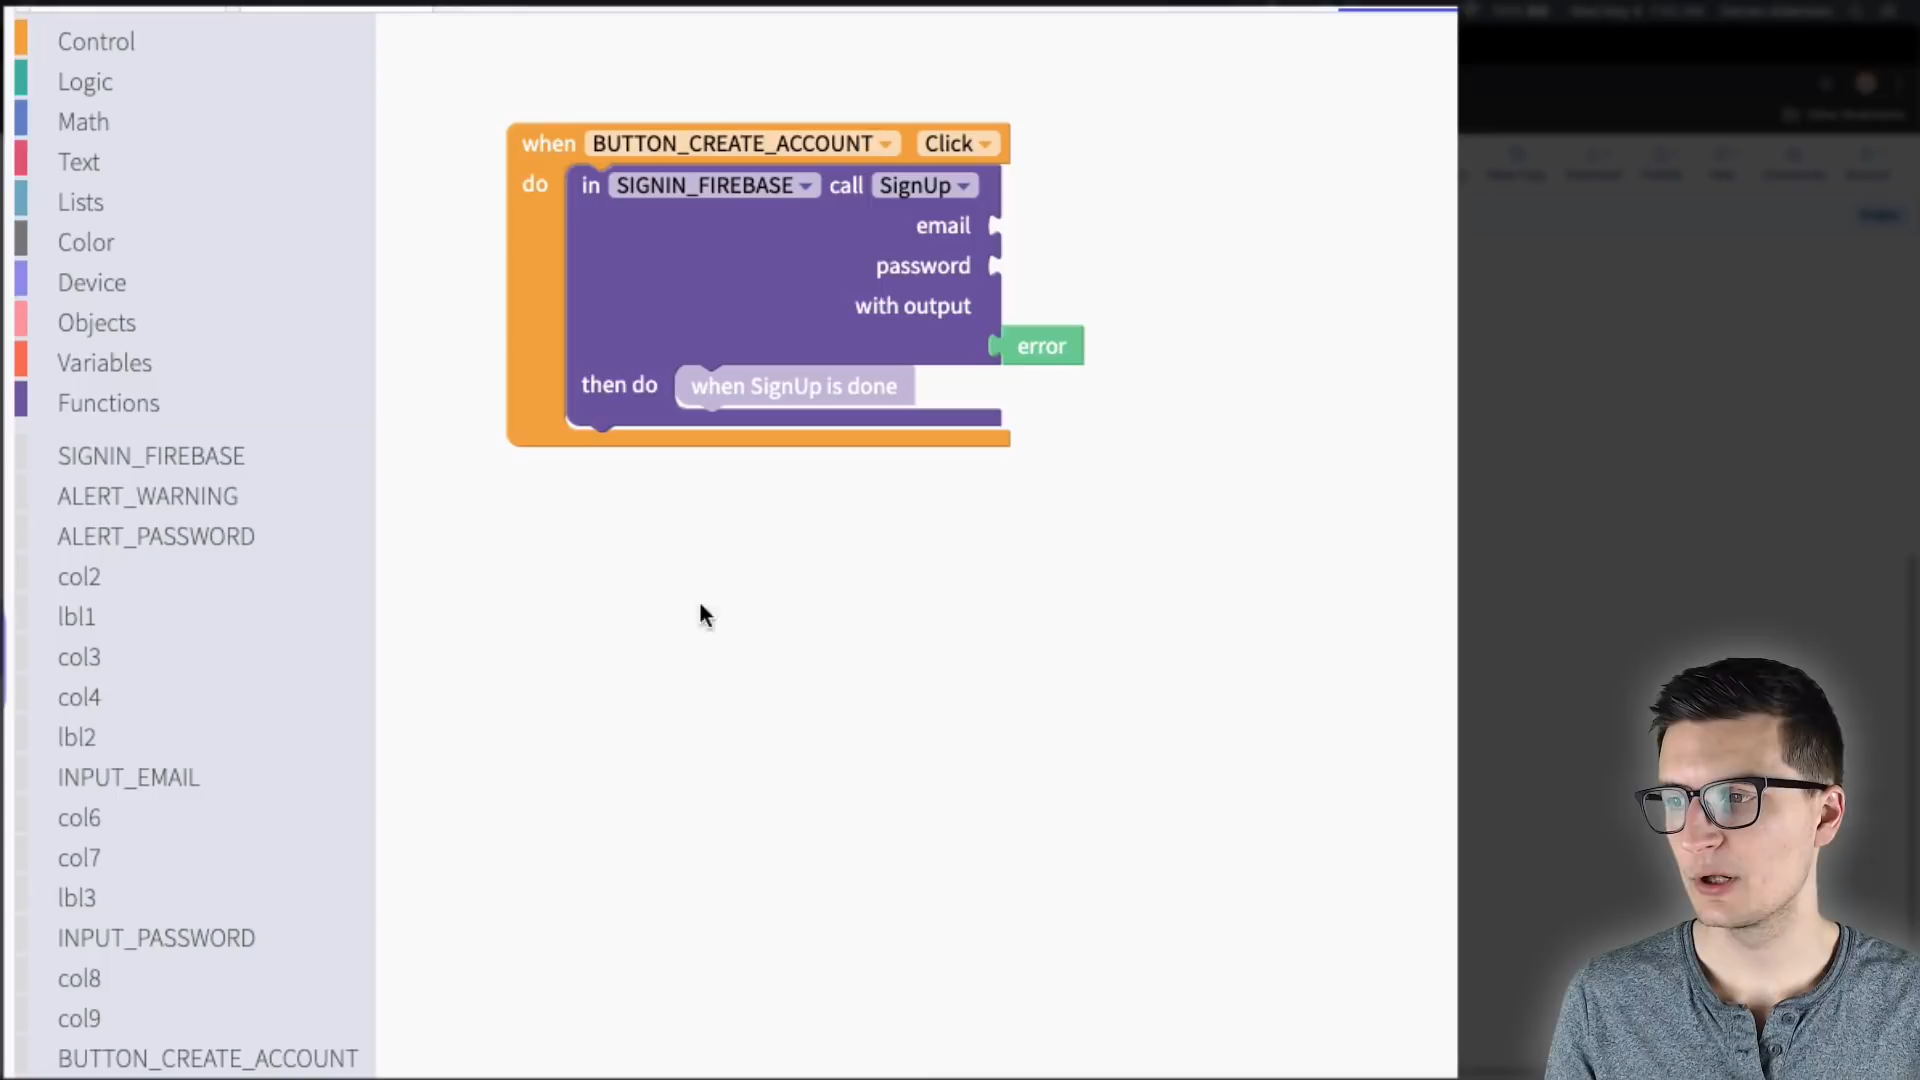 Control
Logic
Math
Text
Lists
Color
Device
Objects
Variables
Functions
SIGNIN_FIREBASE
ALERT_WARNING
ALERT_PASSWORD
col2
lbl1
col3
col4
lbl2
INPUT_EMAIL
col6
col7
lbl3
INPUT_PASSWORD
col8
col9
BUTTON_CREATE_ACCOUNT
when BUTTON_CREATE_ACCOUNT Click
do in SIGNIN_FIREBASE call SignUp
email
password
with output
error
then do when SignUp is done